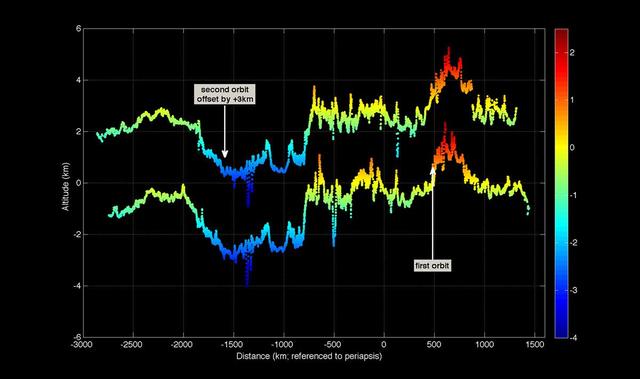 6
4
2
0
-2
-4
-6
Altitude (km)
second orbit
offset by +3km
first orbit
-3000 -2500 -2000 -1500 -1000 -500 0 500 1000 1500
Distance (km; referenced to periapsis)
2
1
0
-1
-2
-3
-4